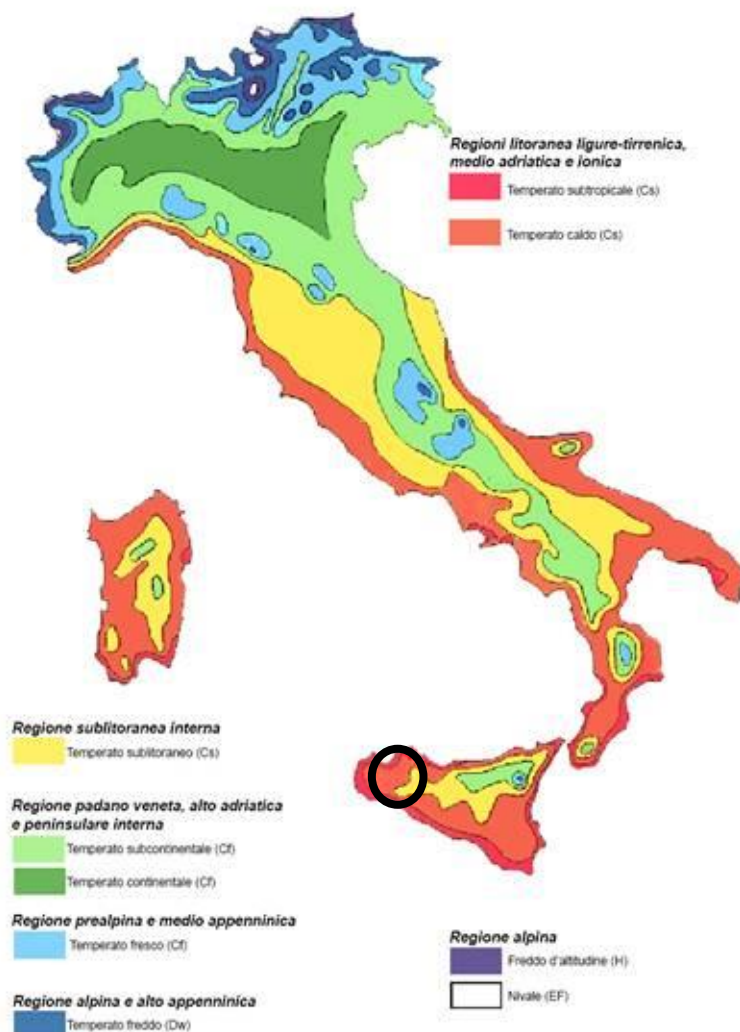 Regioni litoranea ligure-tirrenica,
medio adriatica e ionica
Temperato subtropicale (Cs)
Temperato caldo (Cs)
Regione sublitoranea interna
Temperato sublitoraneo (Cs)
Regione padano veneta, alto adriatica
e peninsulare interna
Temperato subcontinentale (Cf)
Temperato continentale (Cf)
Regione prealpina e medio appenninica
Temperato fresco (Cf)
Regione alpina e alto appenninica
Temperato freddo (Dw)
Regione alpina
Freddo d'altitudine (H)
Nivale (EF)